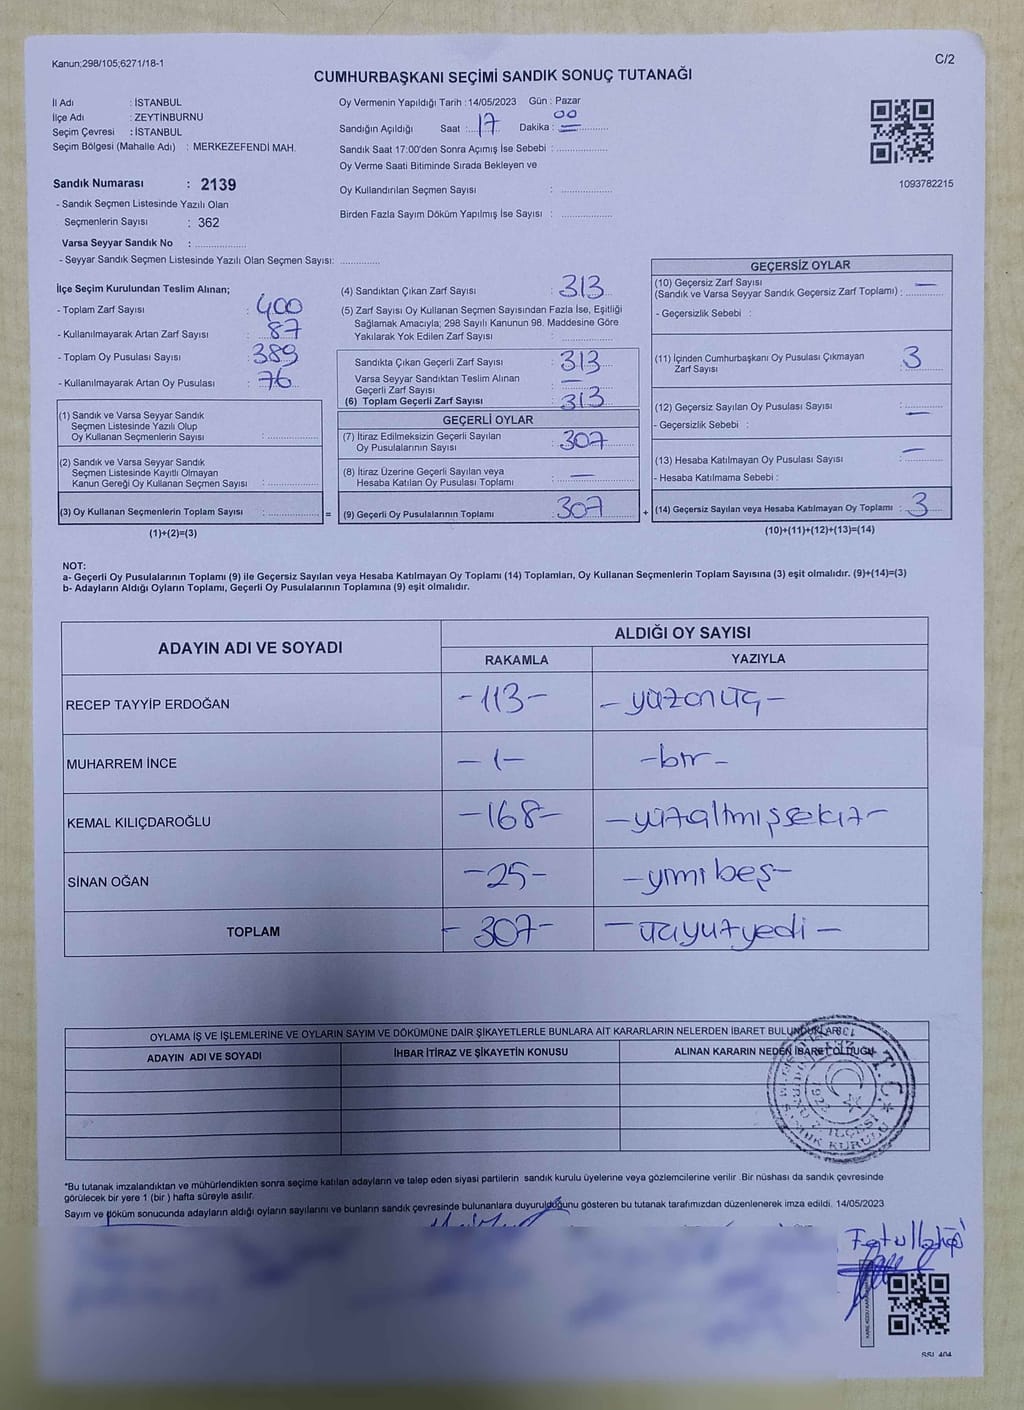 Kanun;298/105;6271/18-1
C/2
CUMHURBAŞKANI SEÇİMİ SANDIK SONUÇ TUTANAĞI
İl Adı : İSTANBUL
İlçe Adı : ZEYTİNBURNU
Seçim Çevresi : İSTANBUL
Seçim Bölgesi (Mahalle Adı) : MERKEZEFENDİ MAH.
Oy Vermenin Yapıldığı Tarih : 14/05/2023 Gün : Pazar
Sandığın Açıldığı Saat : 17 Dakika : 00
Sandık Saat 17:00'den Sonra Açımış İse Sebebi : ..............
Oy Verme Saati Bitiminde Sırada Bekleyen ve
Oy Kullandırılan Seçmen Sayısı : ..............
Birden Fazla Sayım Döküm Yapılmış İse Sayısı : ..............
1093782215
Sandık Numarası : 2139
- Sandık Seçmen Listesinde Yazılı Olan
Seçmenlerin Sayısı : 362
Varsa Seyyar Sandık No : ..............
- Seyyar Sandık Seçmen Listesinde Yazılı Olan Seçmen Sayısı: ..............
İlçe Seçim Kurulundan Teslim Alınan;
- Toplam Zarf Sayısı : 400
- Kullanılmayarak Artan Zarf Sayısı : 87
- Toplam Oy Pusulası Sayısı : 389
- Kullanılmayarak Artan Oy Pusulası : 76
(1) Sandık ve Varsa Seyyar Sandık
Seçmen Listesinde Yazılı Olup
Oy Kullanan Seçmenlerin Sayısı : ..............
(2) Sandık ve Varsa Seyyar Sandık
Seçmen Listesinde Kayıtlı Olmayan
Kanun Gereği Oy Kullanan Seçmen Sayısı : ..............
(3) Oy Kullanan Seçmenlerin Toplam Sayısı : .............. =
(1)+(2)=(3)
(4) Sandıktan Çıkan Zarf Sayısı : 313
(5) Zarf Sayısı Oy Kullanan Seçmen Sayısından Fazla İse, Eşitliği
Sağlamak Amacıyla; 298 Sayılı Kanunun 98. Maddesine Göre
Yakılarak Yok Edilen Zarf Sayısı : ..............
Sandıkta Çıkan Geçerli Zarf Sayısı : 313
Varsa Seyyar Sandıktan Teslim Alınan
Geçerli Zarf Sayısı : —
(6) Toplam Geçerli Zarf Sayısı : 313
GEÇERLİ OYLAR
(7) İtiraz Edilmeksizin Geçerli Sayılan
Oy Pusulalarının Sayısı : 307
(8) İtiraz Üzerine Geçerli Sayılan veya
Hesaba Katılan Oy Pusulası Toplamı : —
(9) Geçerli Oy Pusulalarının Toplamı : 307 +
GEÇERSİZ OYLAR
(10) Geçersiz Zarf Sayısı
(Sandık ve Varsa Seyyar Sandık Geçersiz Zarf Toplamı) : —
- Geçersizlik Sebebi :
(11) İçinden Cumhurbaşkanı Oy Pusulası Çıkmayan
Zarf Sayısı : 3
(12) Geçersiz Sayılan Oy Pusulası Sayısı : —
- Geçersizlik Sebebi :
(13) Hesaba Katılmayan Oy Pusulası Sayısı : —
- Hesaba Katılmama Sebebi :
(14) Geçersiz Sayılan veya Hesaba Katılmayan Oy Toplamı : 3
(10)+(11)+(12)+(13)=(14)
NOT:
a- Geçerli Oy Pusulalarının Toplamı (9) ile Geçersiz Sayılan veya Hesaba Katılmayan Oy Toplamı (14) Toplamları, Oy Kullanan Seçmenlerin Toplam Sayısına (3) eşit olmalıdır. (9)+(14)=(3)
b- Adayların Aldığı Oyların Toplamı, Geçerli Oy Pusulalarının Toplamına (9) eşit olmalıdır.
ADAYIN ADI VE SOYADI
ALDIĞI OY SAYISI
RAKAMLA YAZIYLA
RECEP TAYYİP ERDOĞAN -113- -yüzonüç-
MUHARREM İNCE -1- -bir-
KEMAL KILIÇDAROĞLU -168- -yüzaltmışsekiz-
SİNAN OĞAN -25- -yimibeş-
TOPLAM -307- -üçyüzyedi-
OYLAMA İŞ VE İŞLEMLERİNE VE OYLARIN SAYIM VE DÖKÜMÜNE DAİR ŞİKAYETLERLE BUNLARA AİT KARARLARIN NELERDEN İBARET BULUNDUKLARI
ADAYIN ADI VE SOYADI
İHBAR İTİRAZ VE ŞİKAYETİN KONUSU
ALINAN KARARIN NEDEN İBARET OLDUĞU
T.C.
*Bu tutanak imzalandıktan ve mühürlendikten sonra seçime katılan adayların ve talep eden siyasi partilerin sandık kurulu üyelerine veya gözlemcilerine verilir. Bir nüshası da sandık çevresinde
görülecek bir yere 1 (bir ) hafta süreyle asılır.
Sayım ve döküm sonucunda adayların aldığı oyların sayılarını ve bunların sandık çevresinde bulunanlara duyurulduğunu gösteren bu tutanak tarafımızdan düzenlenerek imza edildi. 14/05/2023